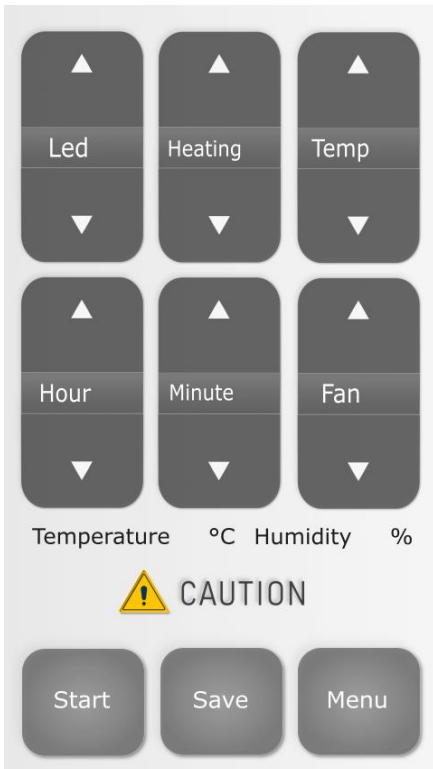 Led Heating Temp
Hour Minute Fan
Temperature °C Humidity %
CAUTION
Start Save Menu